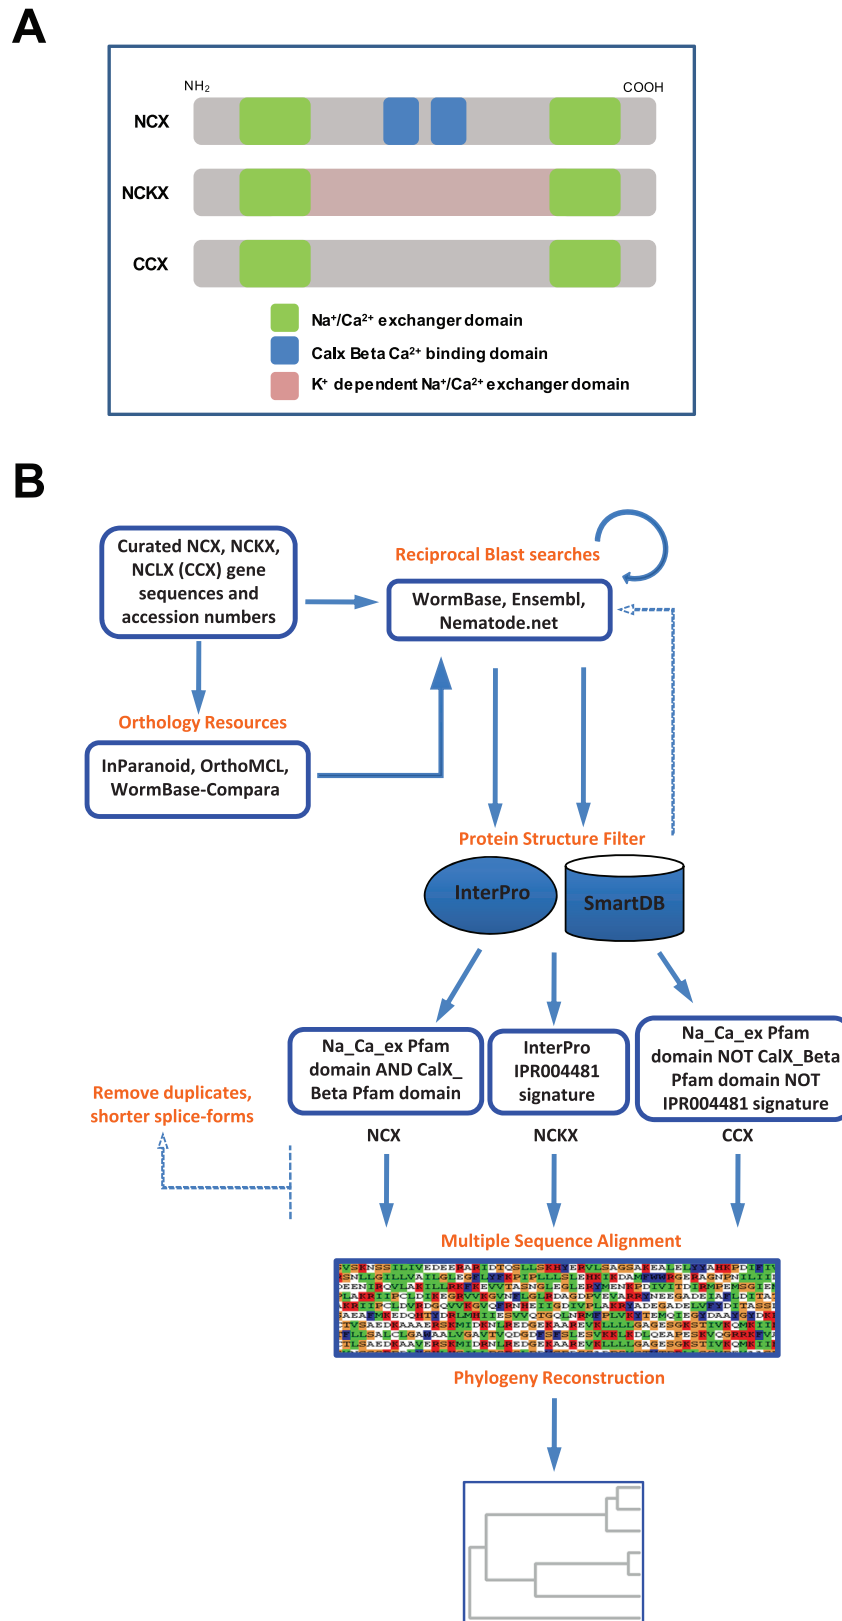 A
NH₂
COOH
NCX
NCKX
CCX
Na⁺/Ca²⁺ exchanger domain
Calx Beta Ca²⁺ binding domain
K⁺ dependent Na⁺/Ca²⁺ exchanger domain
B
Curated NCX, NCKX,
NCLX (CCX) gene
sequences and
accession numbers
Reciprocal Blast searches
WormBase, Ensembl,
Nematode.net
Orthology Resources
InParanoid, OrthoMCL,
WormBase-Compara
Protein Structure Filter
InterPro
SmartDB
Na_Ca_ex Pfam
domain AND CalX_
Beta Pfam domain
InterPro
IPR004481
signature
Na_Ca_ex Pfam
domain NOT CalX_Beta
Pfam domain NOT
IPR004481 signature
Remove duplicates,
shorter splice-forms
NCX
NCKX
CCX
Multiple Sequence Alignment
Phylogeny Reconstruction